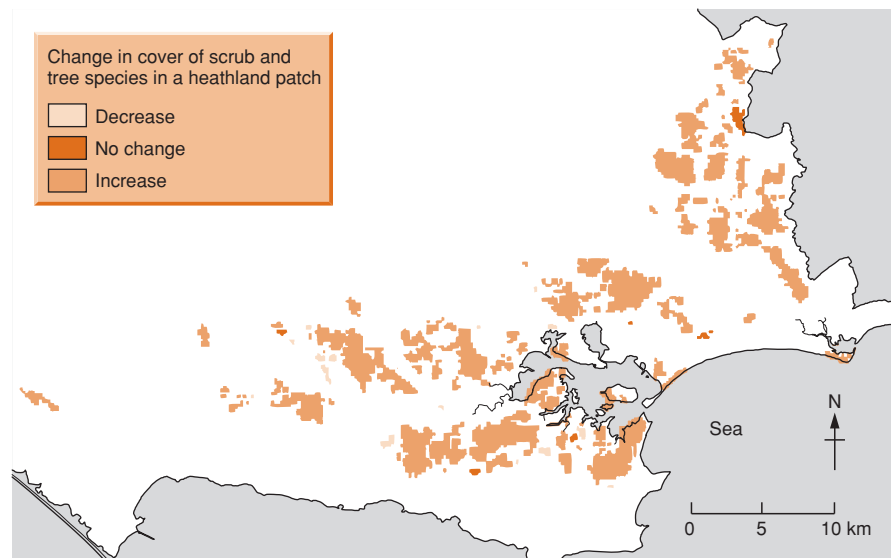 Change in cover of scrub and
tree species in a heathland patch
Decrease
No change
Increase
Sea
N
0 5 10 km